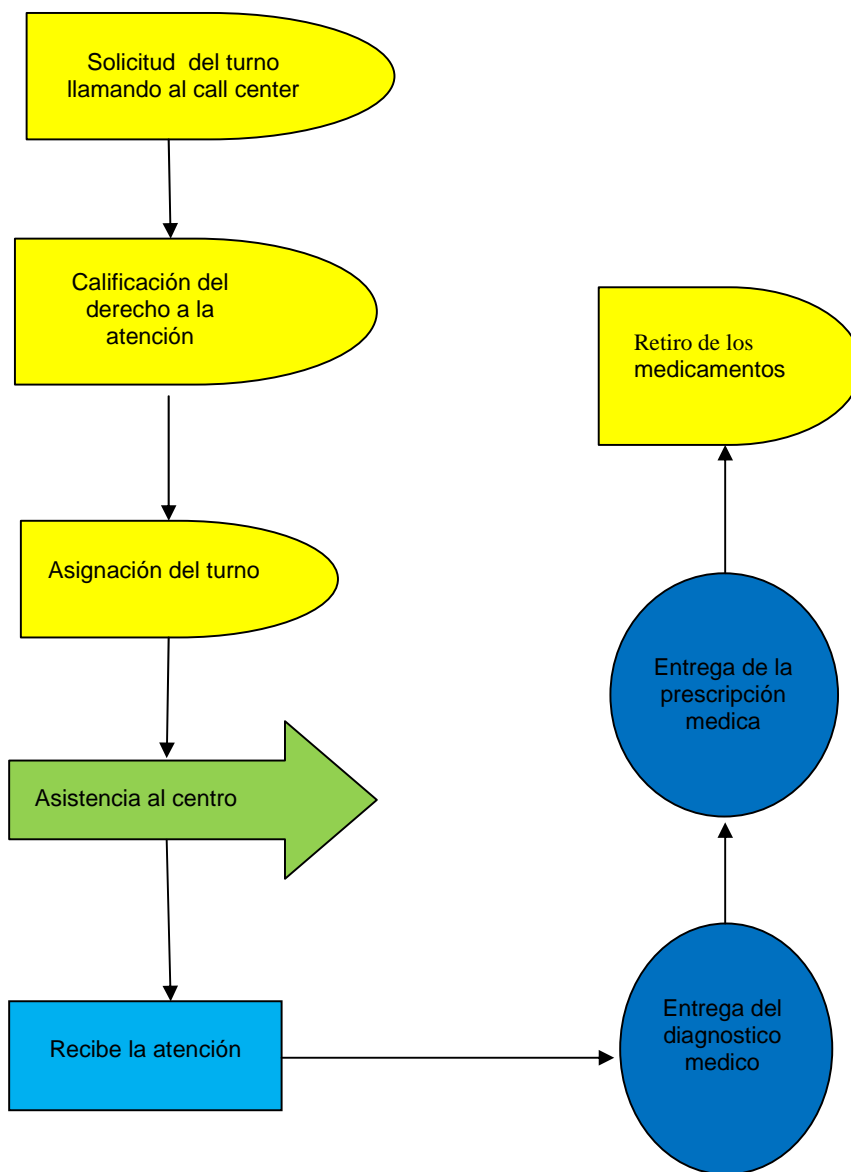 Solicitud del turno
llamando al call center
Calificación del
derecho a la
atención
Asignación del turno
Asistencia al centro
Recibe la atención
Entrega del
diagnostico
medico
Entrega de la
prescripción
medica
Retiro de los
medicamentos